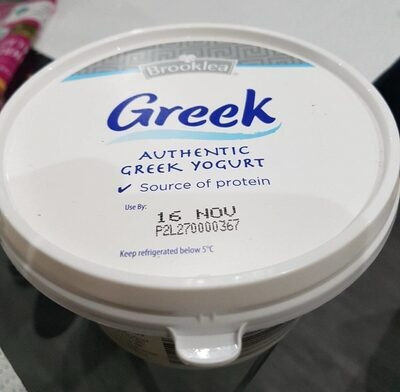 Brooklea
Greek
AUTHENTIC
GREEK YOGURT
✓ Source of protein
Use By:
16 NOV
P2L270000367
Keep refrigerated below 5°C